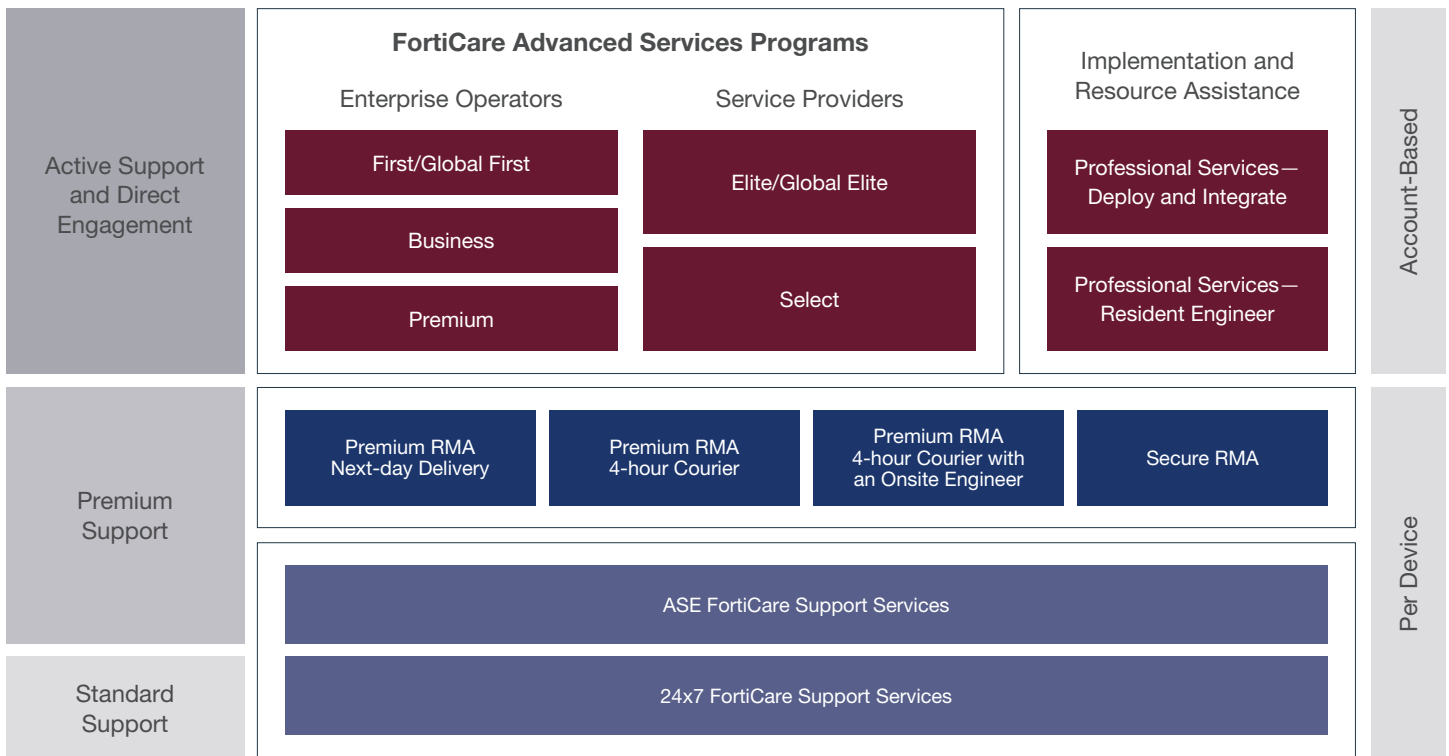 Active Support
and Direct
Engagement
FortiCare Advanced Services Programs
Enterprise Operators
First/Global First
Business
Premium
Service Providers
Elite/Global Elite
Select
Implementation and
Resource Assistance
Professional Services—
Deploy and Integrate
Professional Services—
Resident Engineer
Account-Based
Premium
Support
Premium RMA
Next-day Delivery
Premium RMA
4-hour Courier
Premium RMA
4-hour Courier with
an Onsite Engineer
Secure RMA
ASE FortiCare Support Services
Per Device
Standard
Support
24x7 FortiCare Support Services